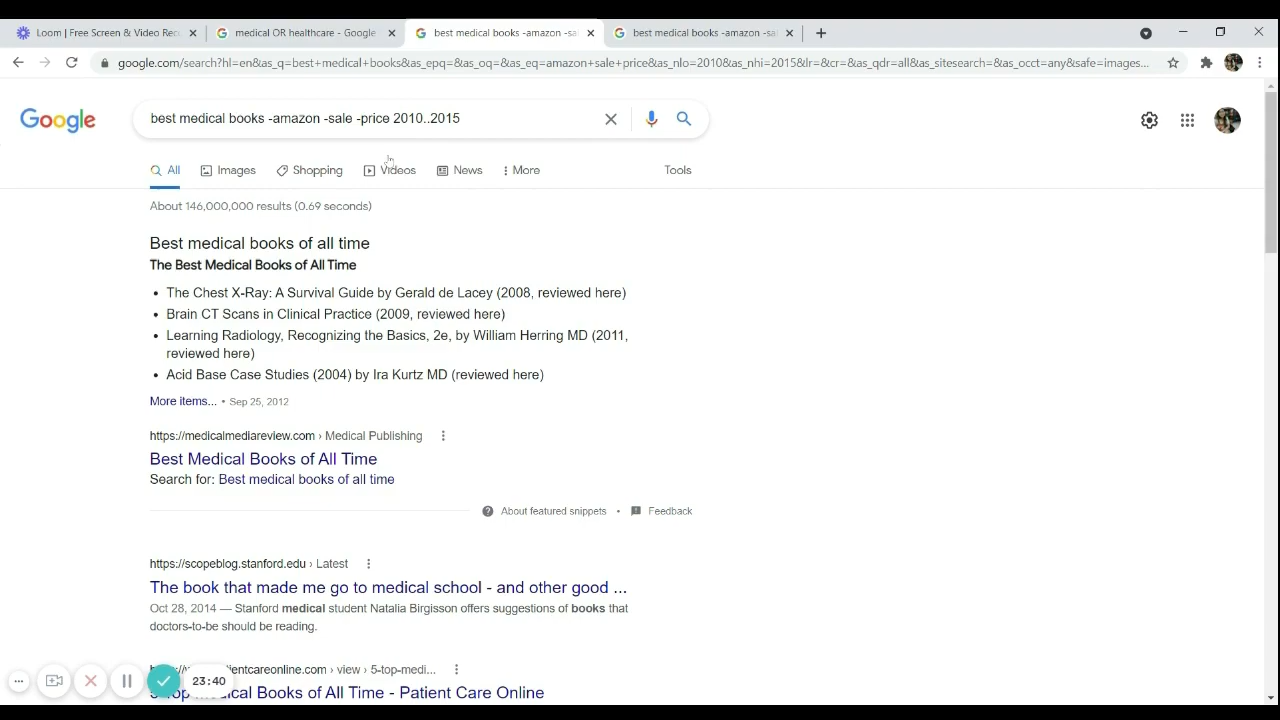 Loom | Free Screen & Video Rec
medical OR healthcare - Google
best medical books -amazon -sa
best medical books -amazon -sa
google.com/search?hl=en&as_q=best+medical+books&as_epq=&as_oq=&as_eq=amazon+sale+price&as_nlo=2010&as_nhi=2015&lr=&cr=&as_qdr=all&as_sitesearch=&as_occt=any&safe=images...
Google
best medical books -amazon -sale -price 2010..2015
All
Images
Shopping
Videos
News
More
Tools
About 146,000,000 results (0.69 seconds)
Best medical books of all time
The Best Medical Books of All Time
• The Chest X-Ray: A Survival Guide by Gerald de Lacey (2008, reviewed here)
• Brain CT Scans in Clinical Practice (2009, reviewed here)
• Learning Radiology, Recognizing the Basics, 2e, by William Herring MD (2011,
reviewed here)
• Acid Base Case Studies (2004) by Ira Kurtz MD (reviewed here)
More items... • Sep 25, 2012
https://medicalmediareview.com › Medical Publishing
Best Medical Books of All Time
Search for: Best medical books of all time
About featured snippets • Feedback
https://scopeblog.stanford.edu › Latest
The book that made me go to medical school - and other good ...
Oct 28, 2014 — Stanford medical student Natalia Birgisson offers suggestions of books that
doctors-to-be should be reading.
ientcareonline.com › view › 5-top-medi...
Medical Books of All Time - Patient Care Online
23:40